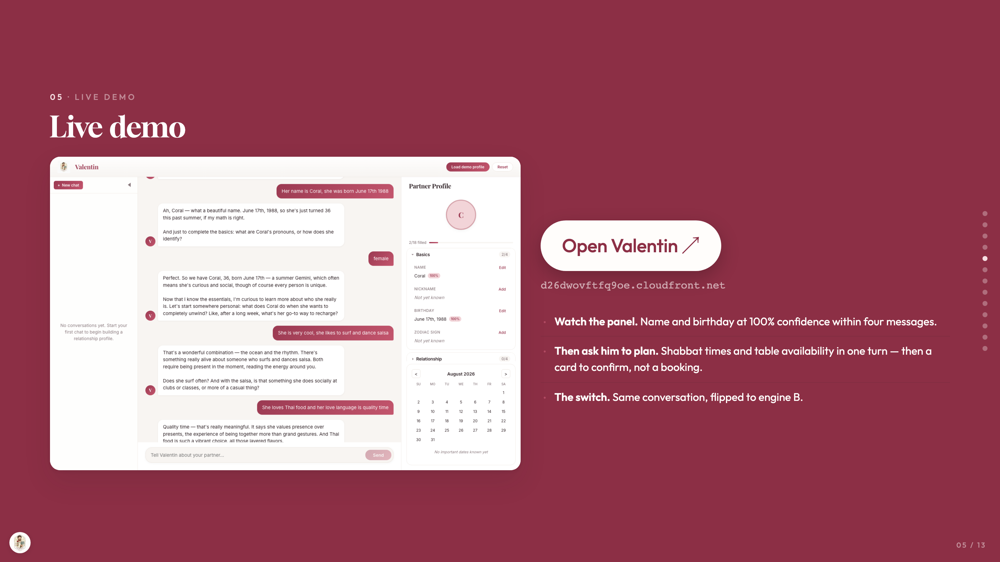 05 · LIVE DEMO
Live demo
Valentin
Load demo profile
Reset
+ New chat
No conversations yet. Start your
first chat to begin building a
relationship profile.
Her name is Coral, she was born June 17th 1988
Ah, Coral — what a beautiful name. June 17th, 1988, so she's just turned 36
this past summer, if my math is right.
And just to complete the basics: what are Coral's pronouns, or how does she
identify?
V
female
Perfect. So we have Coral, 36, born June 17th — a summer Gemini, which often
means she's curious and social, though of course every person is unique.
Now that I know the essentials, I'm curious to learn more about who she really
is. Let's start somewhere personal: what does Coral do when she wants to
completely unwind? Like, after a long week, what's her go-to way to recharge?
V
She is very cool, she likes to surf and dance salsa
That's a wonderful combination — the ocean and the rhythm. There's
something really alive about someone who surfs and dances salsa. Both
require being present in the moment, reading the energy around you.
Does she surf often? And with the salsa, is that something she does socially at
clubs or classes, or more of a casual thing?
V
She loves Thai food and her love language is quality time
Quality time — that's really meaningful. It says she values presence over
presents, the experience of being together more than grand gestures. And Thai
food is such a vibrant choice, all those layered flavors.
Tell Valentin about your partner...
Send
Partner Profile
C
2/18 filled
Basics 2/4
NAME Edit
Coral 100%
NICKNAME Add
Not yet known
BIRTHDAY Edit
June 17th, 1988 100%
ZODIAC SIGN Add
Not yet known
Relationship 0/4
< August 2026 >
SU MO TU WE TH FR SA
1
2 3 4 5 6 7 8
9 10 11 12 13 14 15
16 17 18 19 20 21 22
23 24 25 26 27 28 29
30 31
No important dates known yet
Open Valentin ↗
d26dwovftfq9oe.cloudfront.net
Watch the panel. Name and birthday at 100% confidence within four messages.
Then ask him to plan. Shabbat times and table availability in one turn — then a
card to confirm, not a booking.
The switch. Same conversation, flipped to engine B.
05 / 13